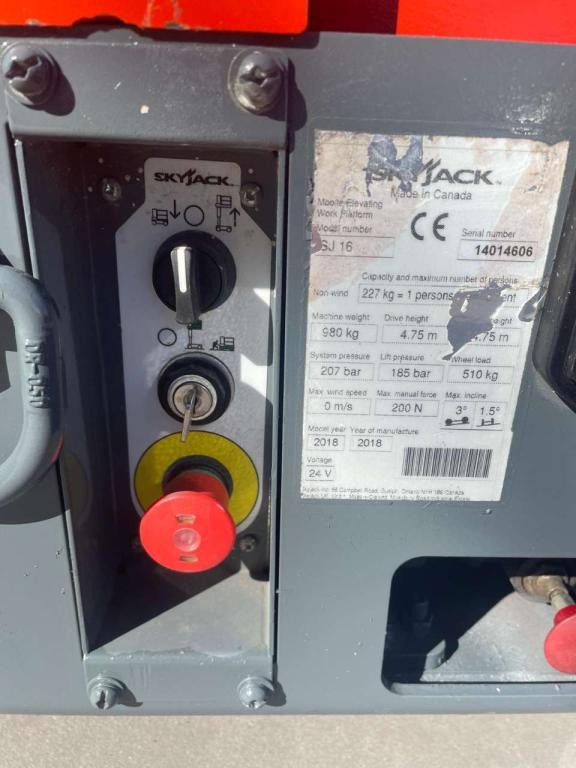 SKYJACK
SKYJACK
Made in Canada
Mobile Elevating
Work Platform
CE
Model number
Serial number
SJ 16
14014606
Capacity and maximum number of persons
Non-wind
227 kg = 1 persons
Machine weight
Drive height
980 kg
4.75 m
4.75 m
System pressure
Lift pressure
Wheel load
207 bar
185 bar
510 kg
Max. wind speed
Max. manual force
Max. incline
0 m/s
200 N
3° 1.5°
Model year
Year of manufacture
2018
2018
Voltage
24 V